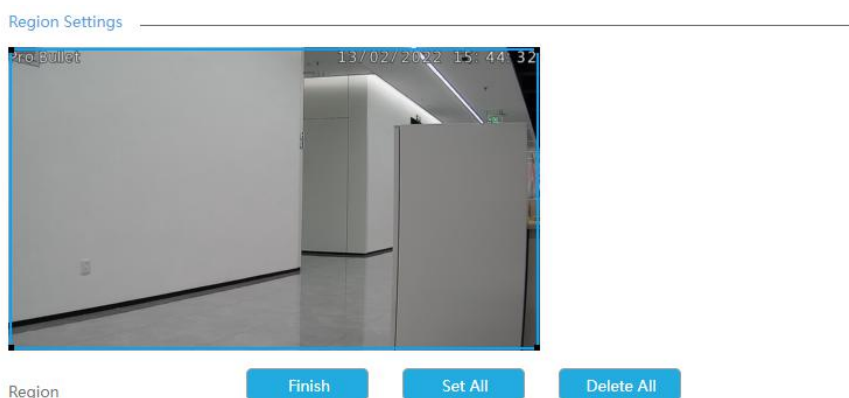 Region Settings
Pro Bullet 13/02/2022 15:44:32
Region Finish Set All Delete All